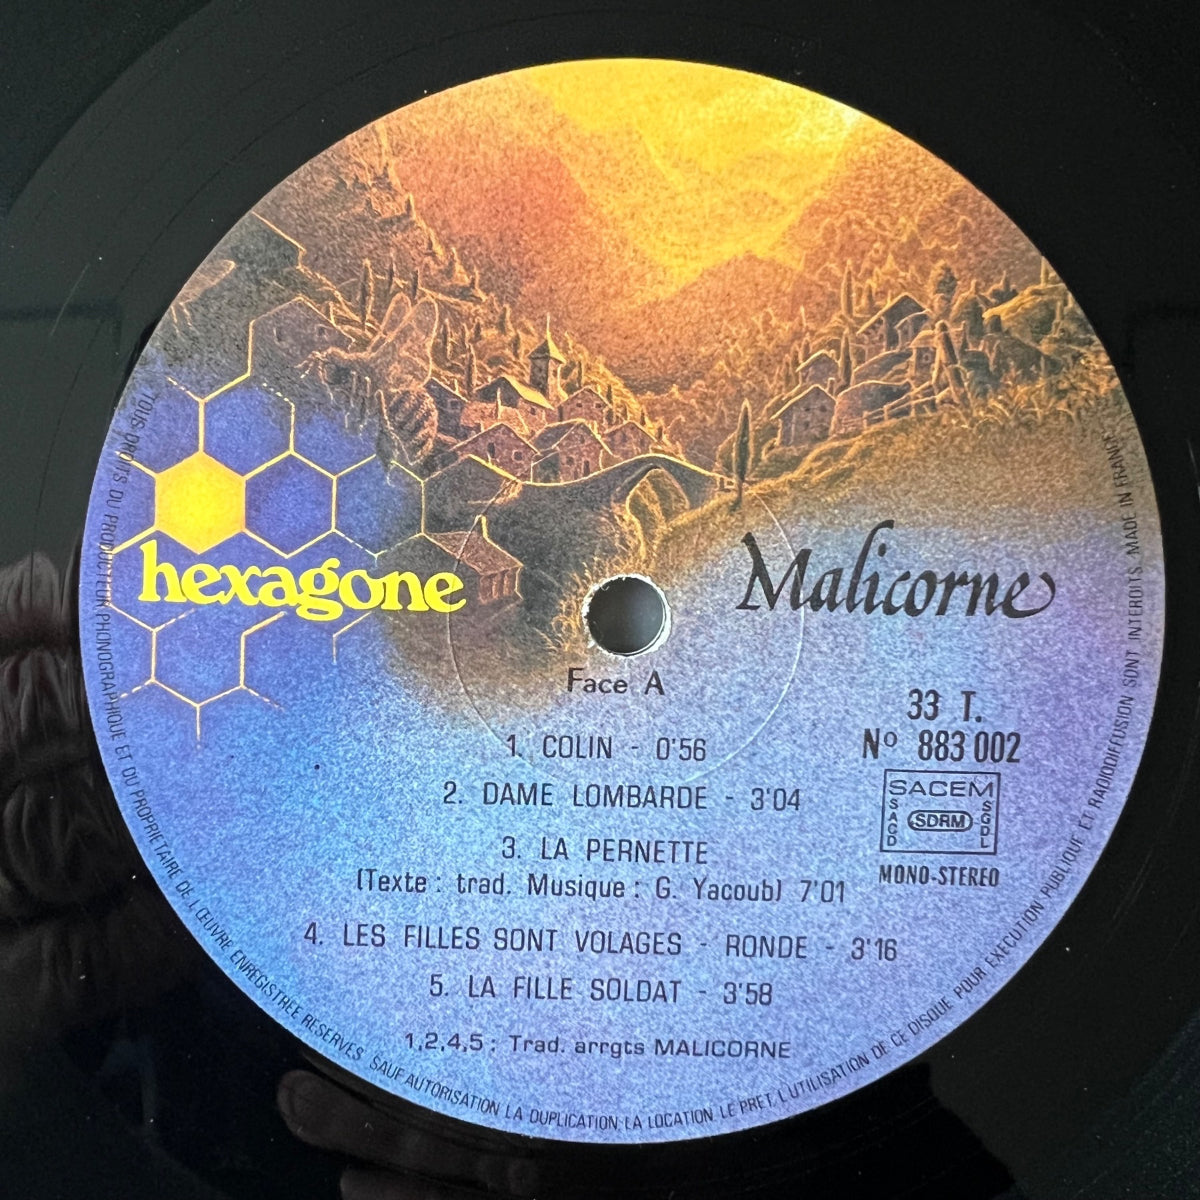 hexagone
Malicorne
Face A
33 T.
Nº 883 002
SACEM
SACD
SDRM
SGDL
MONO-STEREO
1. COLIN - 0'56
2. DAME LOMBARDE - 3'04
3. LA PERNETTE
(Texte : trad. Musique : G. Yacoub) 7'01
4. LES FILLES SONT VOLAGES - RONDE - 3'16
5. LA FILLE SOLDAT - 3'58
1,2,4,5 : Trad. arrgts MALICORNE
TOUS DROITS DU PRODUCTEUR PHONOGRAPHIQUE ET DU PROPRIETAIRE DE L'ŒUVRE ENREGISTREE RESERVES. SAUF AUTORISATION LA DUPLICATION, LA LOCATION, LE PRET, L'UTILISATION DE CE DISQUE POUR EXECUTION PUBLIQUE ET RADIODIFFUSION SONT INTERDITS MADE IN FRANCE